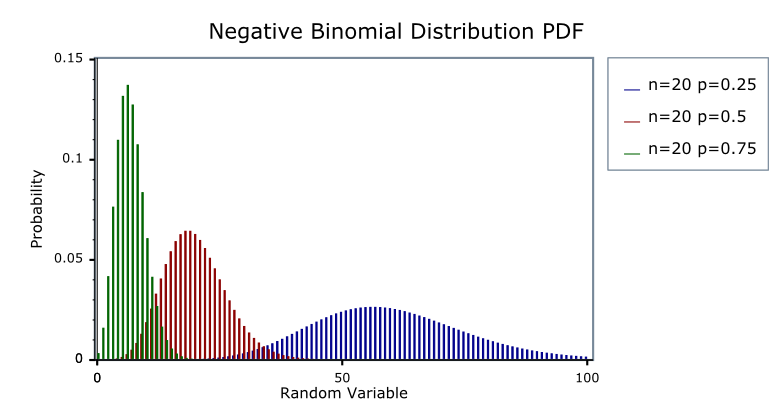 Negative Binomial Distribution PDF
0.15
0.1
0.05
0
0
50
100
Probability
Random Variable
n=20 p=0.25
n=20 p=0.5
n=20 p=0.75